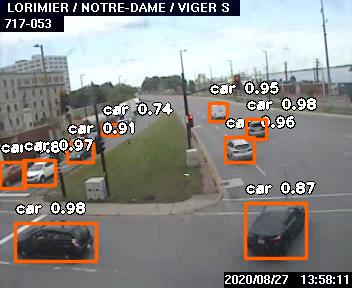 LORIMIER / NOTRE-DAME / VIGER S
717-053
car 0.95
car 0.74
car 0.98
car 0.91
car 0.96
car 0.97
car 0.87
car 0.98
2020/08/27 13:58:11